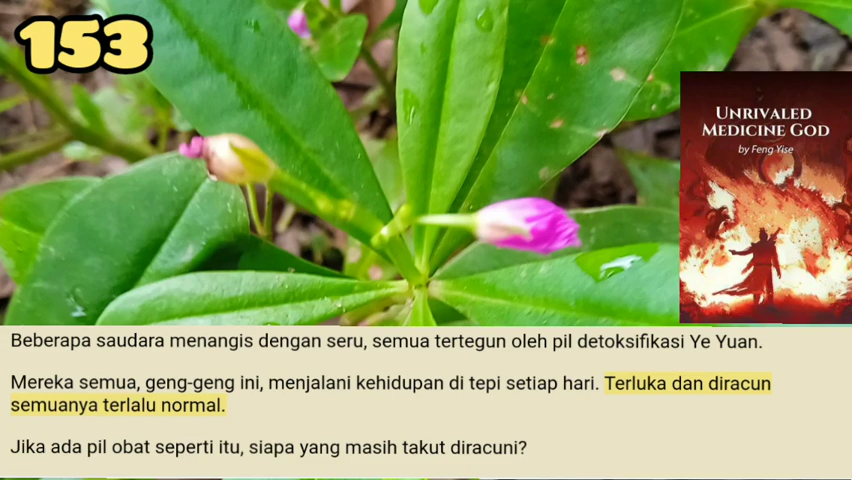 153
UNRIVALED
MEDICINE GOD
by Feng Yise
Beberapa saudara menangis dengan seru, semua tertegun oleh pil detoksifikasi Ye Yuan.
Mereka semua, geng-geng ini, menjalani kehidupan di tepi setiap hari. Terluka dan diracun
semuanya terlalu normal.
Jika ada pil obat seperti itu, siapa yang masih takut diracuni?